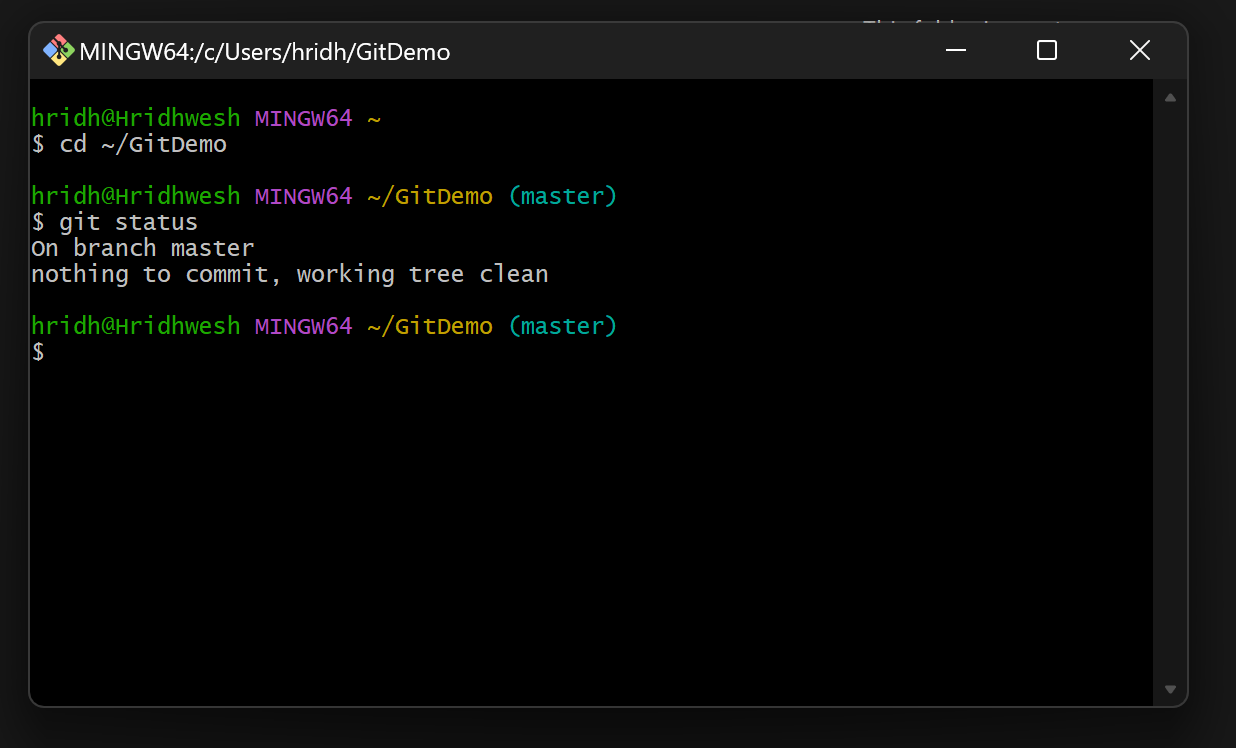 MINGW64:/c/Users/hridh/GitDemo
hridh@Hridhwesh MINGW64 ~
$ cd ~/GitDemo
hridh@Hridhwesh MINGW64 ~/GitDemo (master)
$ git status
On branch master
nothing to commit, working tree clean
hridh@Hridhwesh MINGW64 ~/GitDemo (master)
$